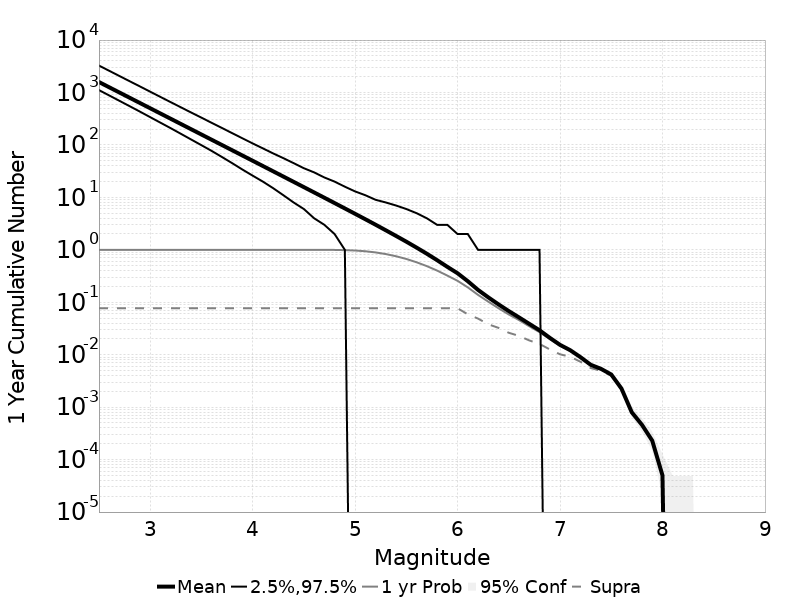 10^4
10^3
10^2
10^1
10^0
10^-1
10^-2
10^-3
10^-4
10^-5
1 Year Cumulative Number
3 4 5 6 7 8 9
Magnitude
Mean 2.5%,97.5% 1 yr Prob 95% Conf Supra